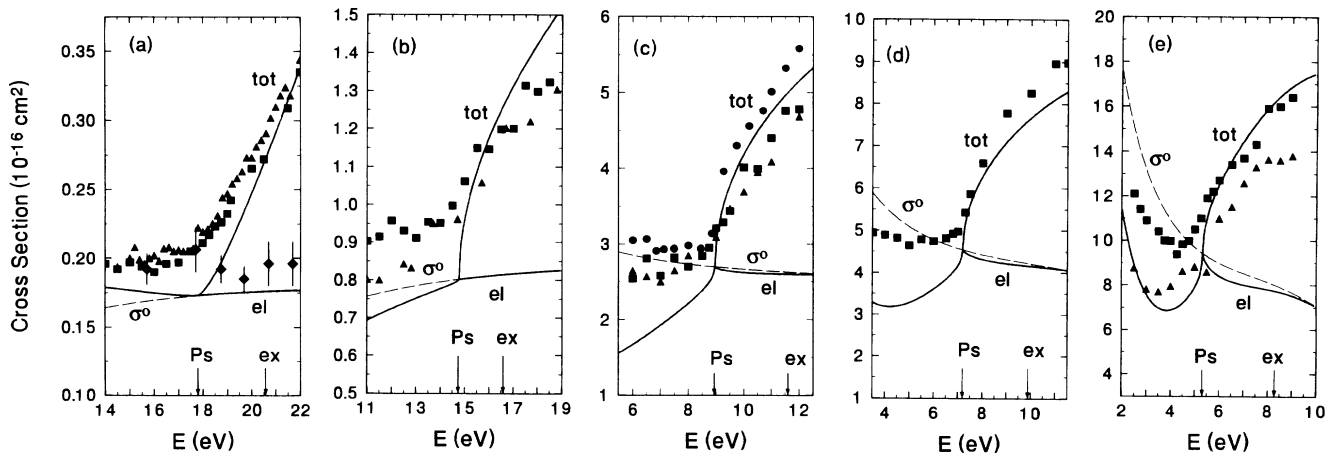 Cross Section (10⁻¹⁶ cm²)
(a)
0.35
0.30
0.25
0.20
0.15
0.10
tot
σᵒ
el
Ps
ex
14 16 18 20 22
E (eV)
(b)
1.5
1.4
1.3
1.2
1.1
1.0
0.9
0.8
0.7
0.6
0.5
tot
σᵒ
el
Ps
ex
11 13 15 17 19
E (eV)
(c)
6
5
4
3
2
1
tot
σᵒ
el
Ps
ex
6 8 10 12
E (eV)
(d)
10
9
8
7
6
5
4
3
2
1
tot
σᵒ
el
Ps
ex
4 6 8 10
E (eV)
(e)
20
18
16
14
12
10
8
6
4
tot
σᵒ
el
Ps
ex
2 4 6 8 10
E (eV)